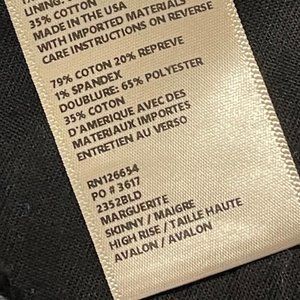 35% COTTON
MADE IN THE USA
WITH IMPORTED MATERIALS
CARE INSTRUCTIONS ON REVERSE
79% COTON 20% REPREVE
1% SPANDEX
DOUBLURE: 65% POLYESTER
35% COTON
D'AMERIQUE AVEC DES
MATERIAUX IMPORTES
ENTRETIEN AU VERSO
RN126654
PO # 3617
2352BLD
MARGUERITE
SKINNY / MAIGRE
HIGH RISE / TAILLE HAUT
AVALON / AVALON